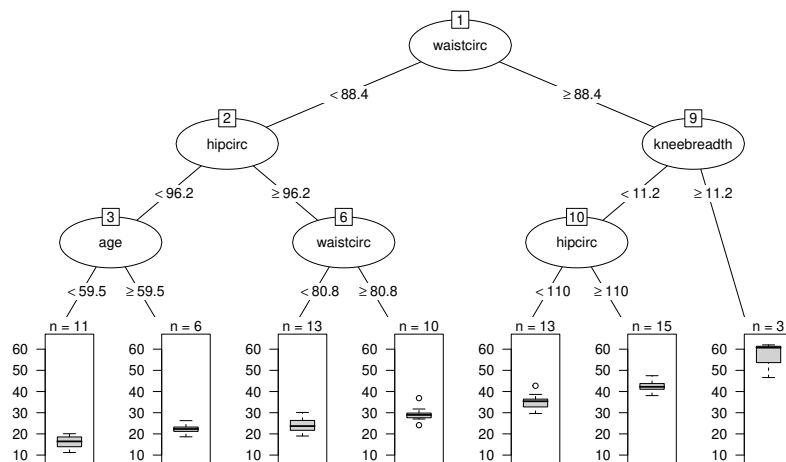 1
waistcirc
< 88.4
≥ 88.4
2
hipcirc
9
kneebreadth
< 96.2
≥ 96.2
< 11.2
≥ 11.2
3
age
6
waistcirc
10
hipcirc
< 59.5
≥ 59.5
< 80.8
≥ 80.8
< 110
≥ 110
n = 11
n = 6
n = 13
n = 10
n = 13
n = 15
n = 3
60 60 60 60 60 60 60
50 50 50 50 50 50 50
40 40 40 40 40 40 40
30 30 30 30 30 30 30
20 20 20 20 20 20 20
10 10 10 10 10 10 10